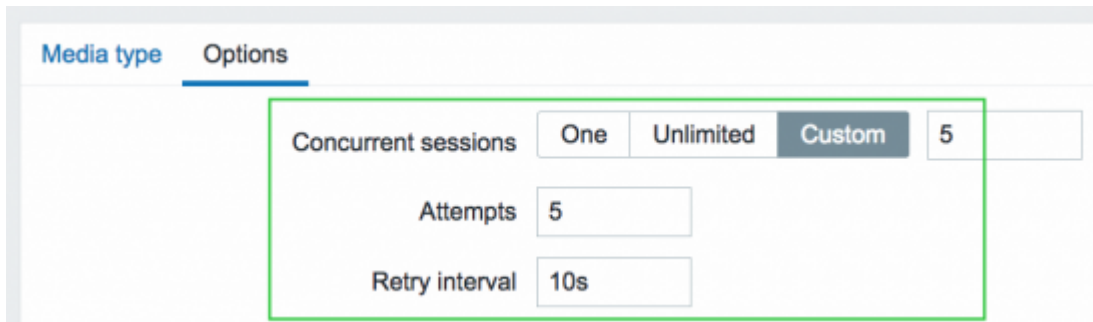 Media type Options
Concurrent sessions One Unlimited Custom 5
Attempts 5
Retry interval 10s